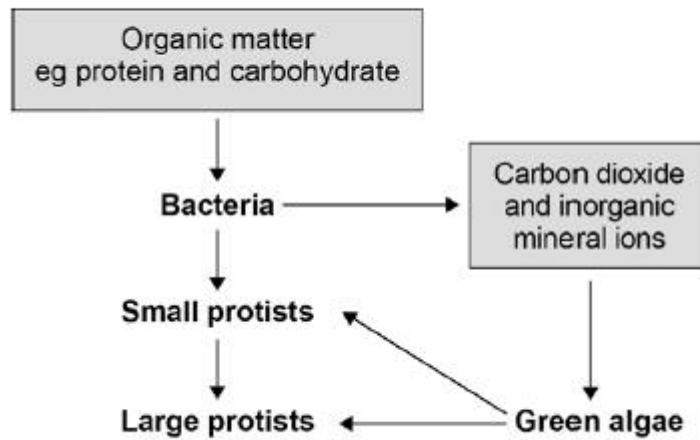 Organic matter
eg protein and carbohydrate
Carbon dioxide
and inorganic
mineral ions
Bacteria
Small protists
Large protists
Green algae